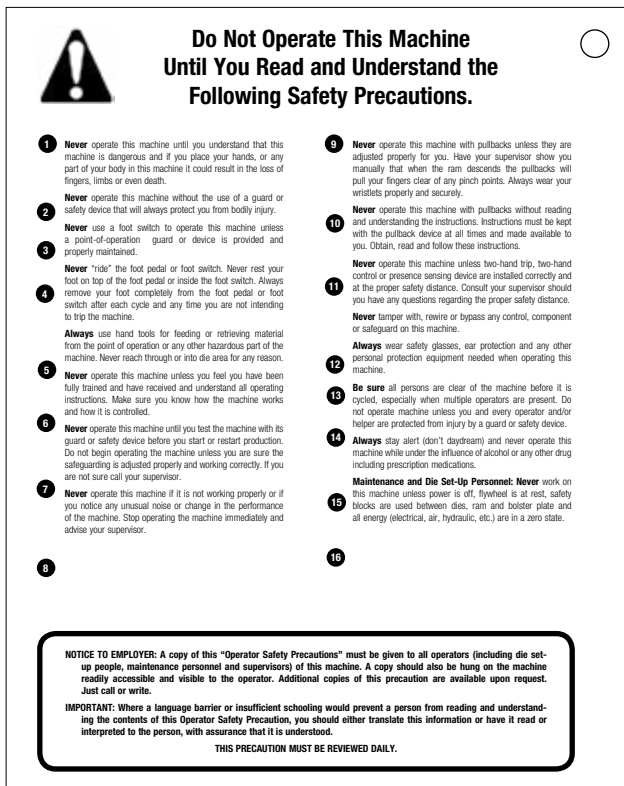 Do Not Operate This Machine
Until You Read and Understand the
Following Safety Precautions.
1
Never operate this machine until you understand that this
machine is dangerous and if you place your hands, or any
part of your body in this machine it could result in the loss of
fingers, limbs or even death.
2
Never operate this machine without the use of a guard or
safety device that will always protect you from bodily injury.
3
Never use a foot switch to operate this machine unless
a point-of-operation guard or device is provided and
properly maintained.
4
Never “ride” the foot pedal or foot switch. Never rest your
foot on top of the foot pedal or inside the foot switch. Always
remove your foot completely from the foot pedal or foot
switch after each cycle and any time you are not intending
to trip the machine.
5
Always use hand tools for feeding or retrieving material
from the point of operation or any other hazardous part of the
machine. Never reach through or into die area for any reason.
6
Never operate this machine unless you feel you have been
fully trained and have received and understand all operating
instructions. Make sure you know how the machine works
and how it is controlled.
7
Never operate this machine until you test the machine with its
guard or safety device before you start or restart production.
Do not begin operating the machine unless you are sure the
safeguarding is adjusted properly and working correctly. If you
are not sure call your supervisor.
8
Never operate this machine if it is not working properly or if
you notice any unusual noise or change in the performance
of the machine. Stop operating the machine immediately and
advise your supervisor.
9
Never operate this machine with pullbacks unless they are
adjusted properly for you. Have your supervisor show you
manually that when the ram descends the pullbacks will
pull your fingers clear of any pinch points. Always wear your
wristlets properly and securely.
10
Never operate this machine with pullbacks without reading
and understanding the instructions. Instructions must be kept
with the pullback device at all times and made available to
you. Obtain, read and follow these instructions.
11
Never operate this machine unless two-hand trip, two-hand
control or presence sensing device are installed correctly and
at the proper safety distance. Consult your supervisor should
you have any questions regarding the proper safety distance.
12
Never tamper with, rewire or bypass any control, component
or safeguard on this machine.
13
Always wear safety glasses, ear protection and any other
personal protection equipment needed when operating this
machine.
14
Be sure all persons are clear of the machine before it is
cycled, especially when multiple operators are present. Do
not operate machine unless you and every operator and/or
helper are protected from injury by a guard or safety device.
15
Always stay alert (don’t daydream) and never operate this
machine while under the influence of alcohol or any other drug
including prescription medications.
16
Maintenance and Die Set-Up Personnel: Never work on
this machine unless power is off, flywheel is at rest, safety
blocks are used between dies, ram and bolster plate and
all energy (electrical, air, hydraulic, etc.) are in a zero state.
NOTICE TO EMPLOYER: A copy of this “Operator Safety Precautions” must be given to all operators (including die set-
up people, maintenance personnel and supervisors) of this machine. A copy should also be hung on the machine
readily accessible and visible to the operator. Additional copies of this precaution are available upon request.
Just call or write.
IMPORTANT: Where a language barrier or insufficient schooling would prevent a person from reading and understand-
ing the contents of this Operator Safety Precaution, you should either translate this information or have it read or
interpreted to the person, with assurance that it is understood.
THIS PRECAUTION MUST BE REVIEWED DAILY.